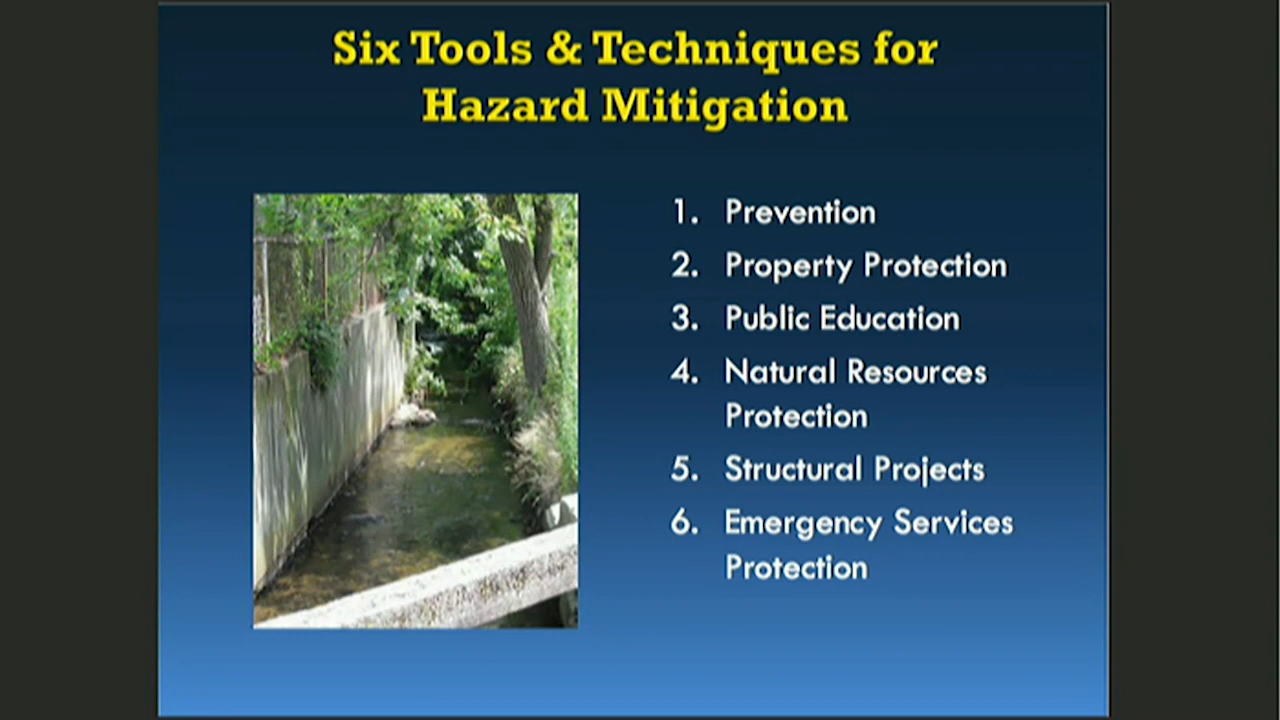 Six Tools & Techniques for
Hazard Mitigation
1. Prevention
2. Property Protection
3. Public Education
4. Natural Resources
Protection
5. Structural Projects
6. Emergency Services
Protection